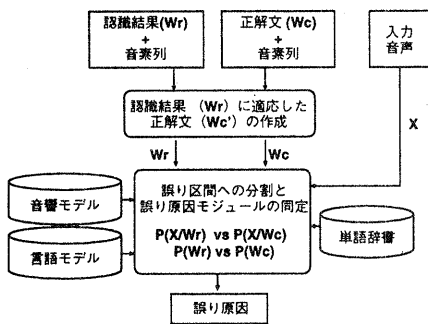 認識結果(Wr)
+
音素列
正解文(Wc)
+
音素列
入力
音声
認識結果 (Wr) に適応した
正解文 (Wc') の作成
X
Wr
Wc
音響モデル
言語モデル
誤り区間への分割と
誤り原因モジュールの同定
P(X/Wr) vs P(X/Wc)
P(Wr) vs P(Wc)
単語辞書
誤り原因